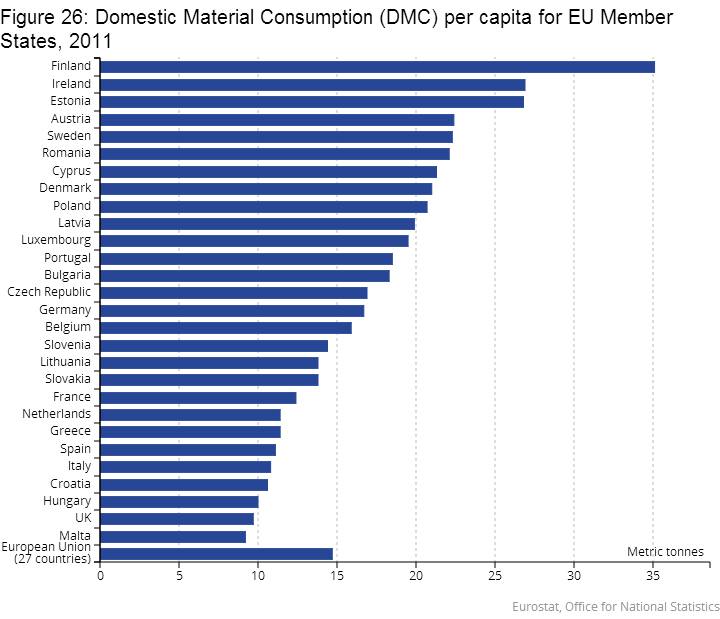 Figure 26: Domestic Material Consumption (DMC) per capita for EU Member
States, 2011
Finland
Ireland
Estonia
Austria
Sweden
Romania
Cyprus
Denmark
Poland
Latvia
Luxembourg
Portugal
Bulgaria
Czech Republic
Germany
Belgium
Slovenia
Lithuania
Slovakia
France
Netherlands
Greece
Spain
Italy
Croatia
Hungary
UK
Malta
European Union
(27 countries)
Metric tonnes
0 5 10 15 20 25 30 35
Eurostat, Office for National Statistics